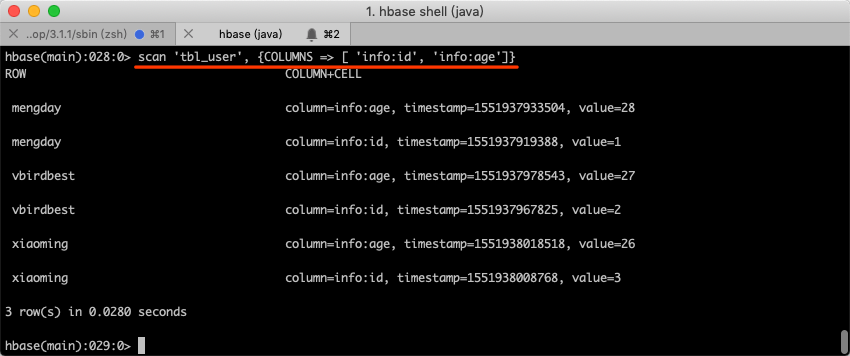 1. hbase shell (java)
..op/3.1.1/sbin (zsh) ⌘1 hbase (java) ⌘2
hbase(main):028:0> scan 'tbl_user', {COLUMNS => [ 'info:id', 'info:age']}
ROW COLUMN+CELL
mengday column=info:age, timestamp=1551937933504, value=28
mengday column=info:id, timestamp=1551937919388, value=1
vbirdbest column=info:age, timestamp=1551937978543, value=27
vbirdbest column=info:id, timestamp=1551937967825, value=2
xiaoming column=info:age, timestamp=1551938018518, value=26
xiaoming column=info:id, timestamp=1551938008768, value=3
3 row(s) in 0.0280 seconds
hbase(main):029:0>